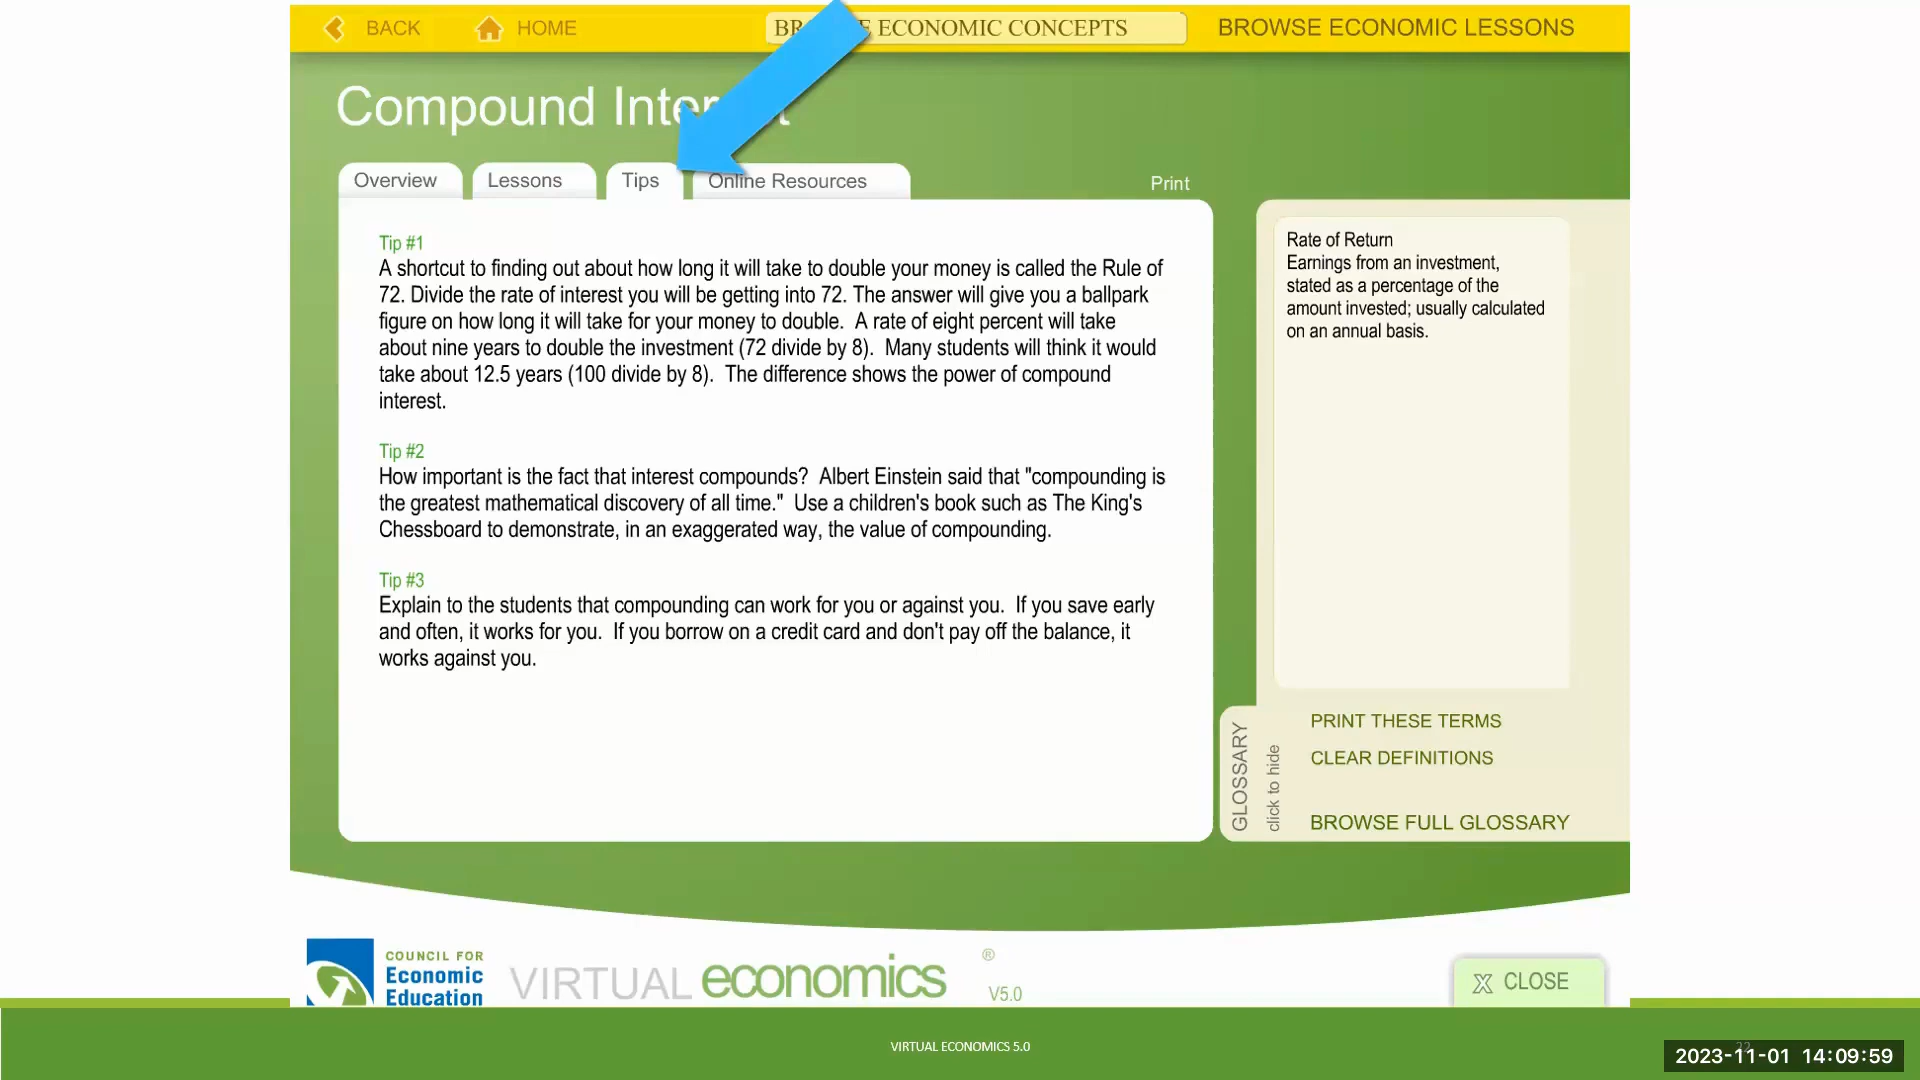 BACK
HOME
BROWSE ECONOMIC CONCEPTS
BROWSE ECONOMIC LESSONS
Compound Interest
Overview
Lessons
Tips
Online Resources
Print
Tip #1
A shortcut to finding out about how long it will take to double your money is called the Rule of
72. Divide the rate of interest you will be getting into 72. The answer will give you a ballpark
figure on how long it will take for your money to double.  A rate of eight percent will take
about nine years to double the investment (72 divide by 8).  Many students will think it would
take about 12.5 years (100 divide by 8).  The difference shows the power of compound
interest.
Tip #2
How important is the fact that interest compounds?  Albert Einstein said that "compounding is
the greatest mathematical discovery of all time."  Use a children's book such as The King's
Chessboard to demonstrate, in an exaggerated way, the value of compounding.
Tip #3
Explain to the students that compounding can work for you or against you.  If you save early
and often, it works for you.  If you borrow on a credit card and don't pay off the balance, it
works against you.
Rate of Return
Earnings from an investment,
stated as a percentage of the
amount invested; usually calculated
on an annual basis.
GLOSSARY
click to hide
PRINT THESE TERMS
CLEAR DEFINITIONS
BROWSE FULL GLOSSARY
COUNCIL FOR
Economic
Education
VIRTUAL economics ®
V5.0
X CLOSE
VIRTUAL ECONOMICS 5.0
2023-11-01 14:09:59